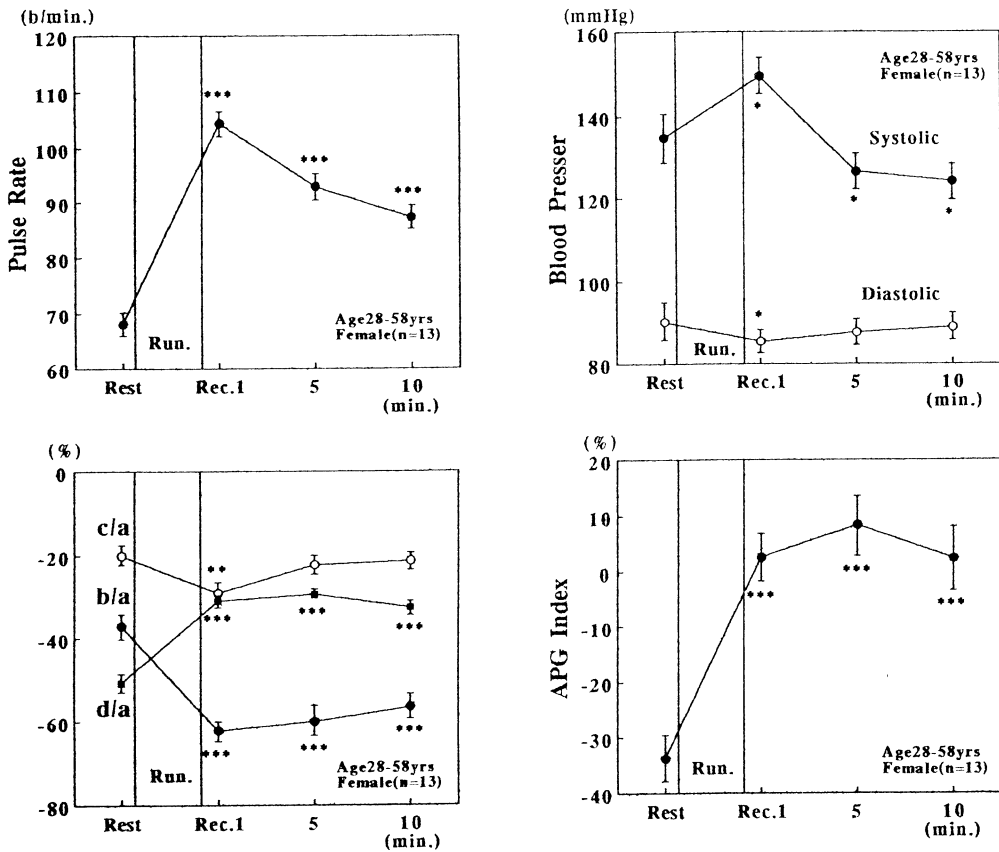 (b/min.)
120
110
100
90
80
70
60
Pulse Rate
***
***
***
Run.
Age28-58yrs
Female(n=13)
Rest Rec.1 5 10
(min.)
(mmHg)
160
140
120
100
80
Blood Presser
Age28-58yrs
Female(n=13)
Systolic
*
*
*
Diastolic
*
Run.
Rest Rec.1 5 10
(min.)
(%)
0
-20
-40
-60
-80
c/a
b/a
d/a
**
***
***
***
***
***
***
Run.
Age28-58yrs
Female(n=13)
Rest Rec.1 5 10
(min.)
(%)
20
10
0
-10
-20
-30
-40
APG Index
***
***
***
Run.
Age28-58yrs
Female(n=13)
Rest Rec.1 5 10
(min.)